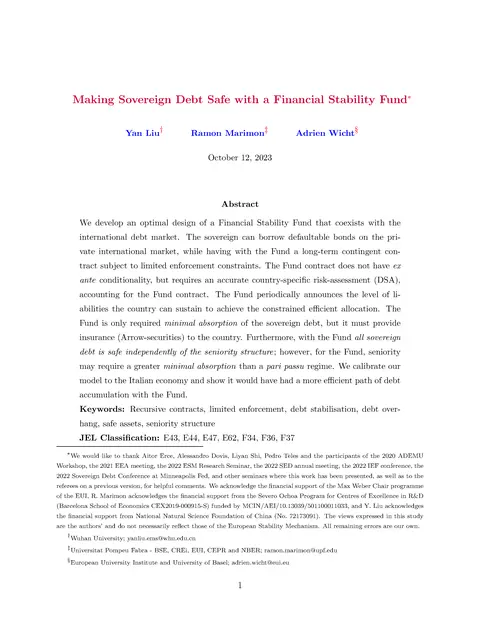 Making Sovereign Debt Safe with a Financial Stability Fund*
Yan Liu† Ramon Marimon‡ Adrien Wicht§
October 12, 2023
Abstract
We develop an optimal design of a Financial Stability Fund that coexists with the
international debt market. The sovereign can borrow defaultable bonds on the pri-
vate international market, while having with the Fund a long-term contingent con-
tract subject to limited enforcement constraints. The Fund contract does not have ex
ante conditionality, but requires an accurate country-specific risk-assessment (DSA),
accounting for the Fund contract. The Fund periodically announces the level of li-
abilities the country can sustain to achieve the constrained efficient allocation. The
Fund is only required minimal absorption of the sovereign debt, but it must provide
insurance (Arrow-securities) to the country. Furthermore, with the Fund all sovereign
debt is safe independently of the seniority structure; however, for the Fund, seniority
may require a greater minimal absorption than a pari passu regime. We calibrate our
model to the Italian economy and show it would have had a more efficient path of debt
accumulation with the Fund.
Keywords: Recursive contracts, limited enforcement, debt stabilisation, debt over-
hang, safe assets, seniority structure
JEL Classification: E43, E44, E47, E62, F34, F36, F37
*We would like to thank Aitor Erce, Alessandro Dovis, Liyan Shi, Pedro Teles and the participants of the 2020 ADEMU
Workshop, the 2021 EEA meeting, the 2022 ESM Research Seminar, the 2022 SED annual meeting, the 2022 IEF conference, the
2022 Sovereign Debt Conference at Minneapolis Fed, and other seminars where this work has been presented, as well as to the
referees on a previous version, for helpful comments. We acknowledge the financial support of the Max Weber Chair programme
of the EUI, R. Marimon acknowledges the financial support from the Severo Ochoa Program for Centres of Excellence in R&D
(Barcelona School of Economics CEX2019-000915-S) funded by MCIN/AEI/10.13039/501100011033, and Y. Liu acknowledges
the financial support from National Natural Science Foundation of China (No. 72173091). The views expressed in this study
are the authors' and do not necessarily reflect those of the European Stability Mechanism. All remaining errors are our own.
†Wuhan University; yanliu.ems@whu.edu.cn
‡Universitat Pompeu Fabra - BSE, CREi, EUI, CEPR and NBER; ramon.marimon@upf.edu
§European University Institute and University of Basel; adrien.wicht@eui.eu
1